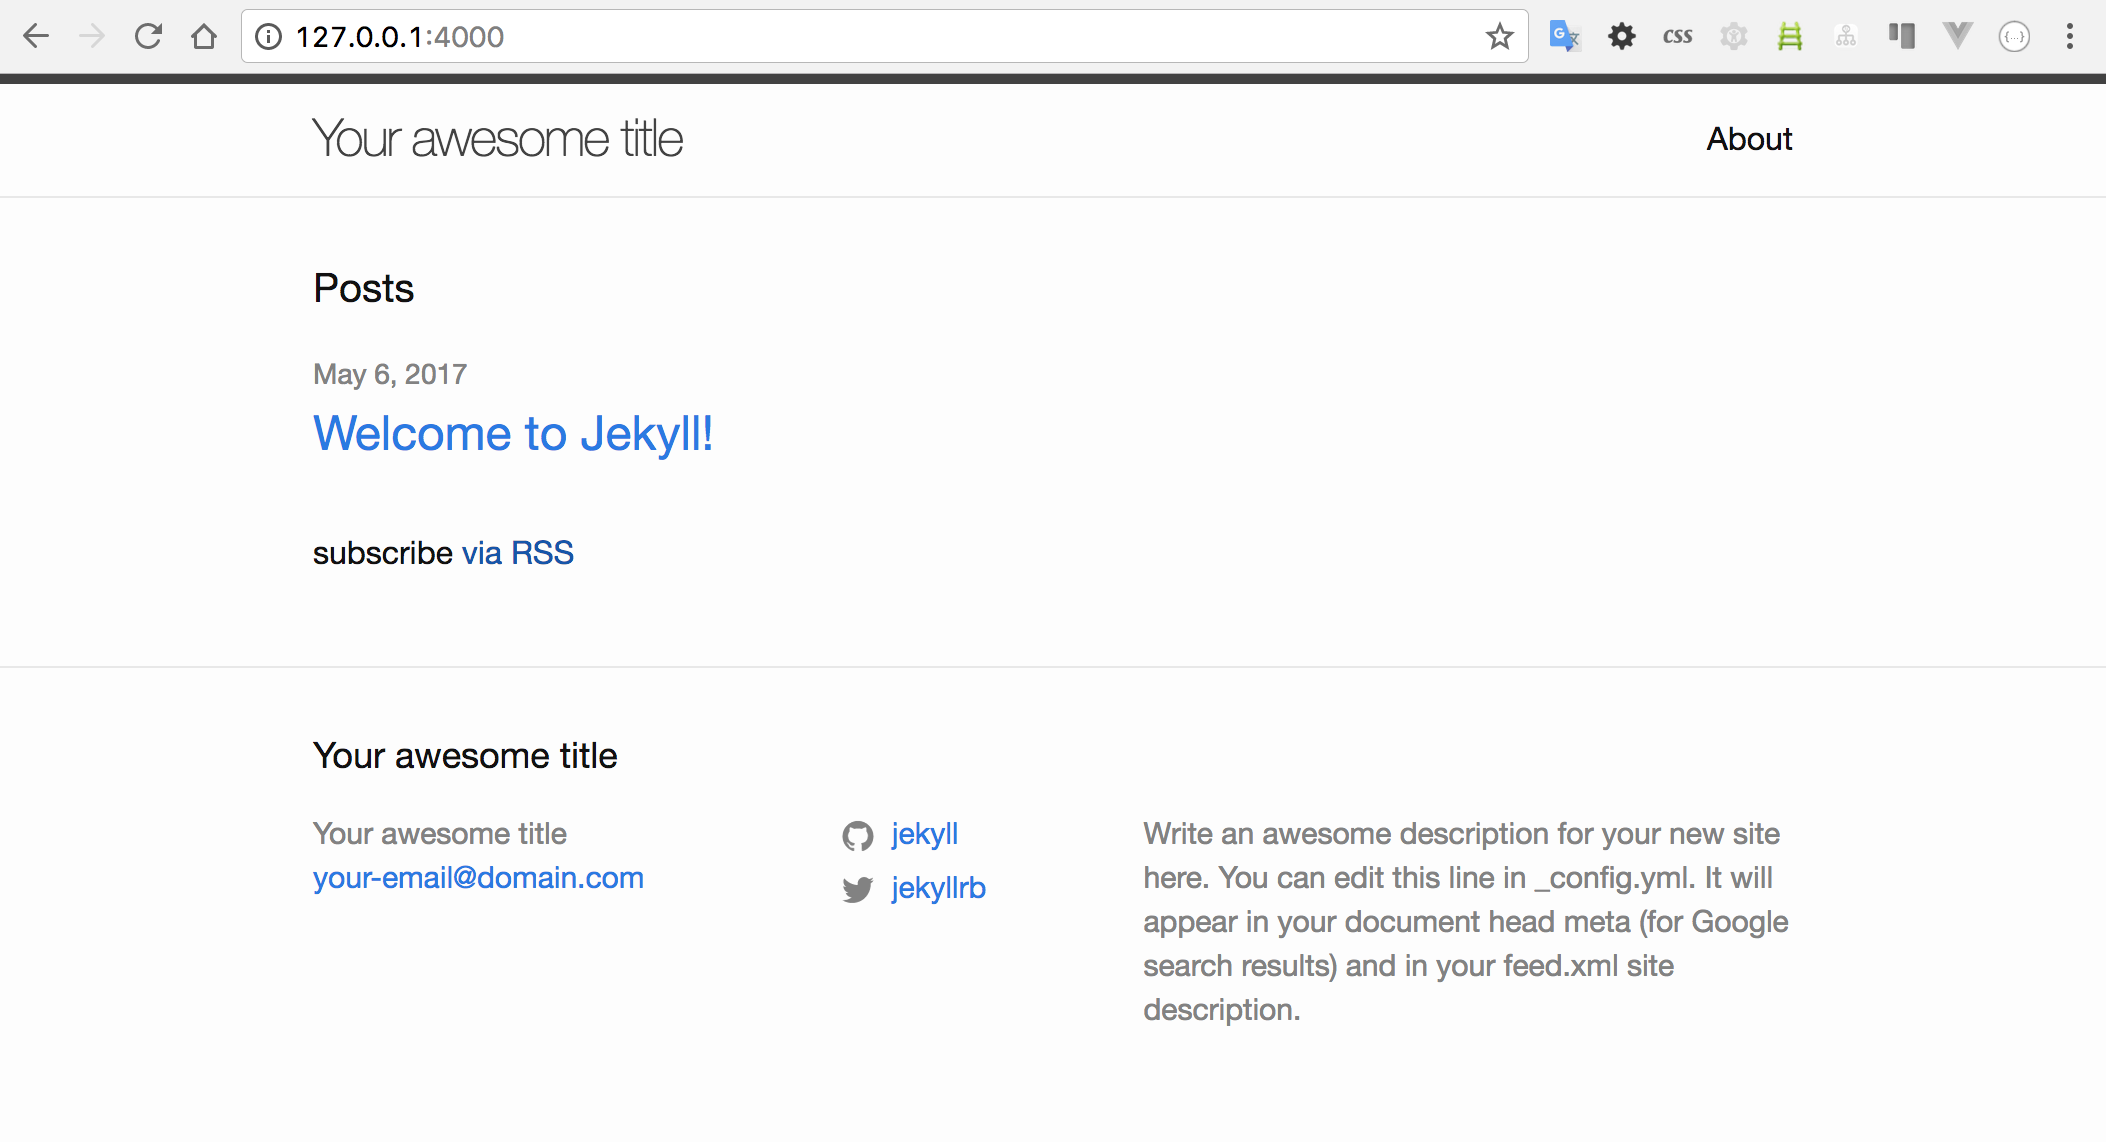 127.0.0.1:4000
css
{...}
Your awesome title
About
Posts
May 6, 2017
Welcome to Jekyll!
subscribe via RSS
Your awesome title
Your awesome title
your-email@domain.com
jekyll
jekyllrb
Write an awesome description for your new site
here. You can edit this line in _config.yml. It will
appear in your document head meta (for Google
search results) and in your feed.xml site
description.